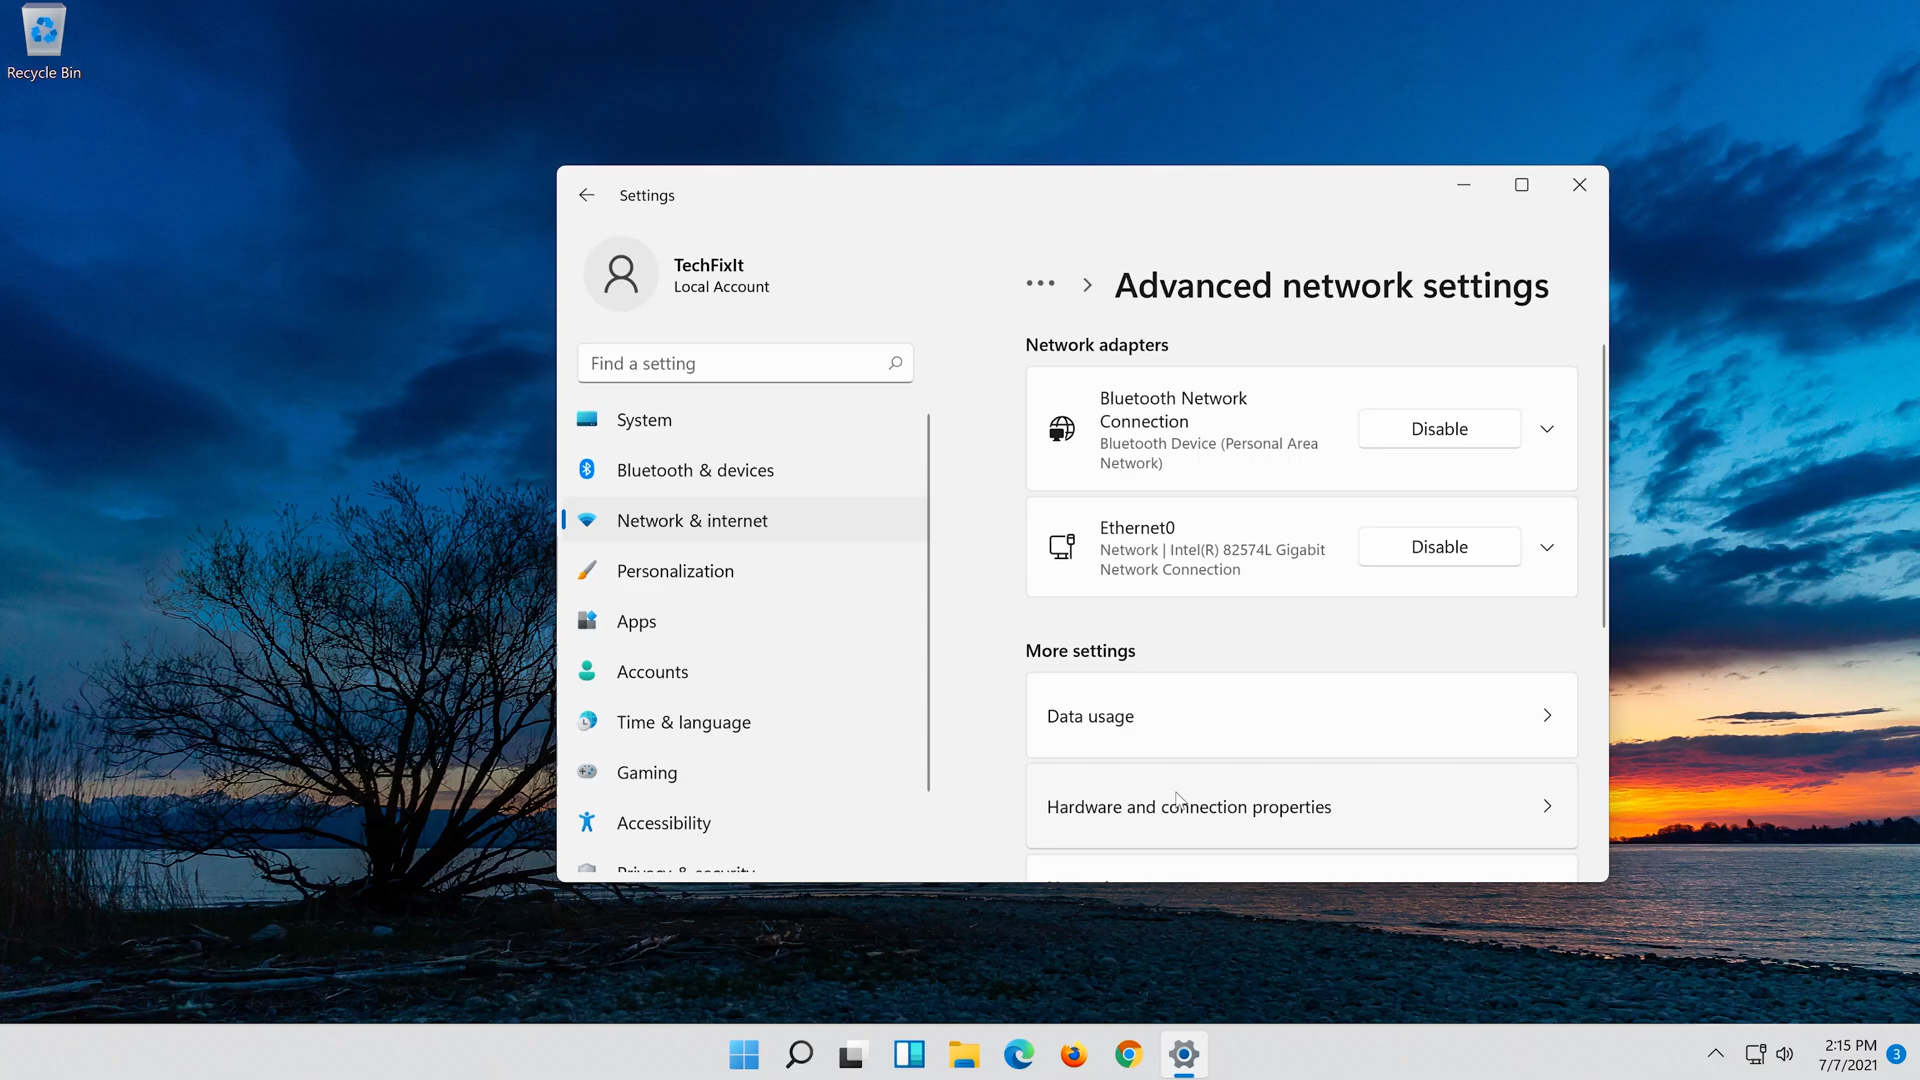 Recycle Bin
Settings
TechFixIt
Local Account
Find a setting
System
Bluetooth & devices
Network & internet
Personalization
Apps
Accounts
Time & language
Gaming
Accessibility
Privacy & security
Advanced network settings
Network adapters
Bluetooth Network
Connection
Bluetooth Device (Personal Area
Network)
Disable
Ethernet0
Network | Intel(R) 82574L Gigabit
Network Connection
Disable
More settings
Data usage
Hardware and connection properties
2:15 PM
7/7/2021
3